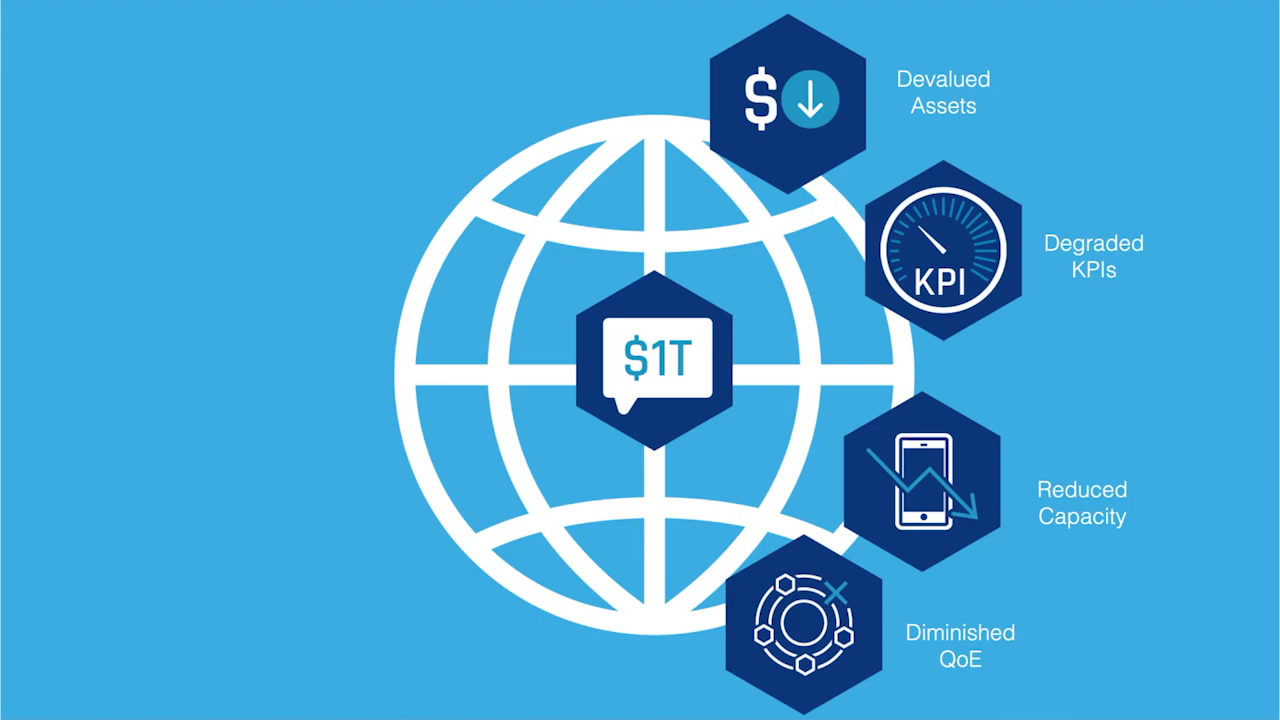 $
Devalued
Assets
KPI
Degraded
KPIs
$1T
Reduced
Capacity
Diminished
QoE